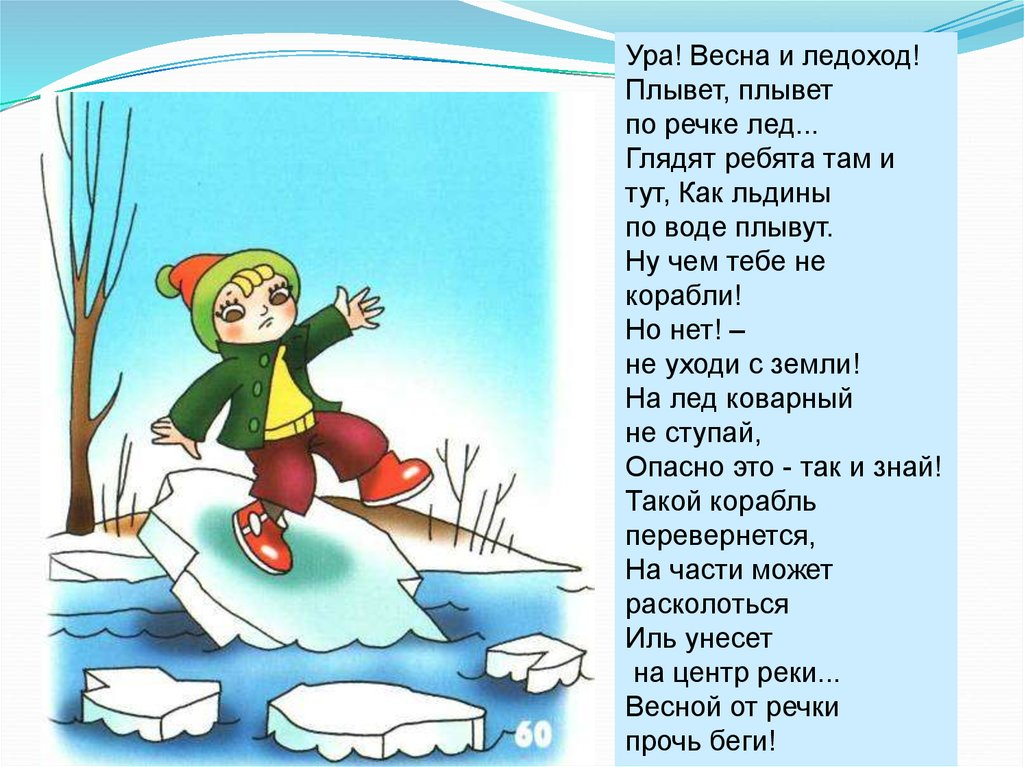 Ура! Весна и ледоход!
Плывет, плывет
по речке лед...
Глядят ребята там и
тут, Как льдины
по воде плывут.
Ну чем тебе не
корабли!
Но нет! –
не уходи с земли!
На лед коварный
не ступай,
Опасно это - так и знай!
Такой корабль
перевернется,
На части может
расколоться
Иль унесет
на центр реки...
Весной от речки
прочь беги!
60